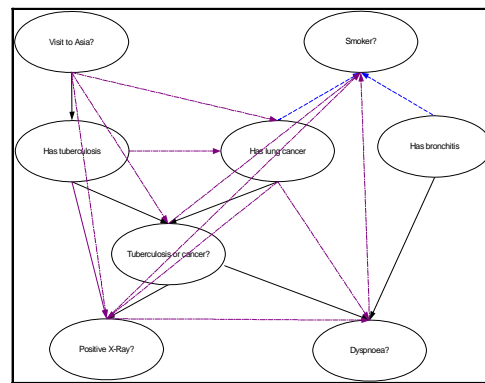 Visit to Asia?
Smoker?
Has tuberculosis
Has lung cancer
Has bronchitis
Tuberculosis or cancer?
Positive X-Ray?
Dyspnoea?